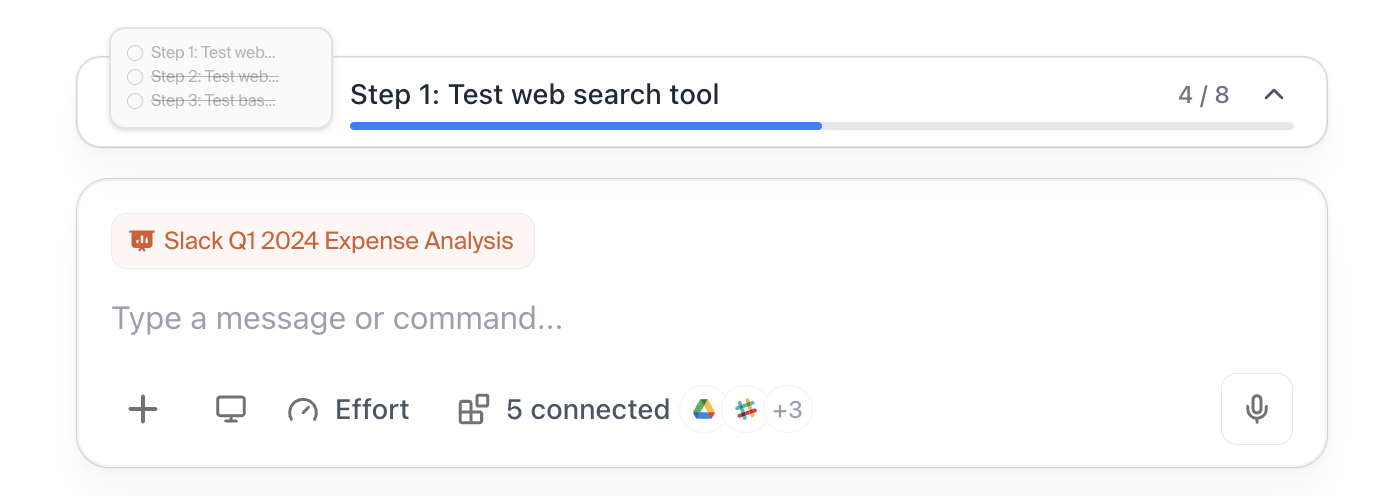 Step 1: Test web...
Step 2: Test web...
Step 3: Test bas...
Step 1: Test web search tool
4 / 8
Slack Q1 2024 Expense Analysis
Type a message or command...
Effort
5 connected
+3